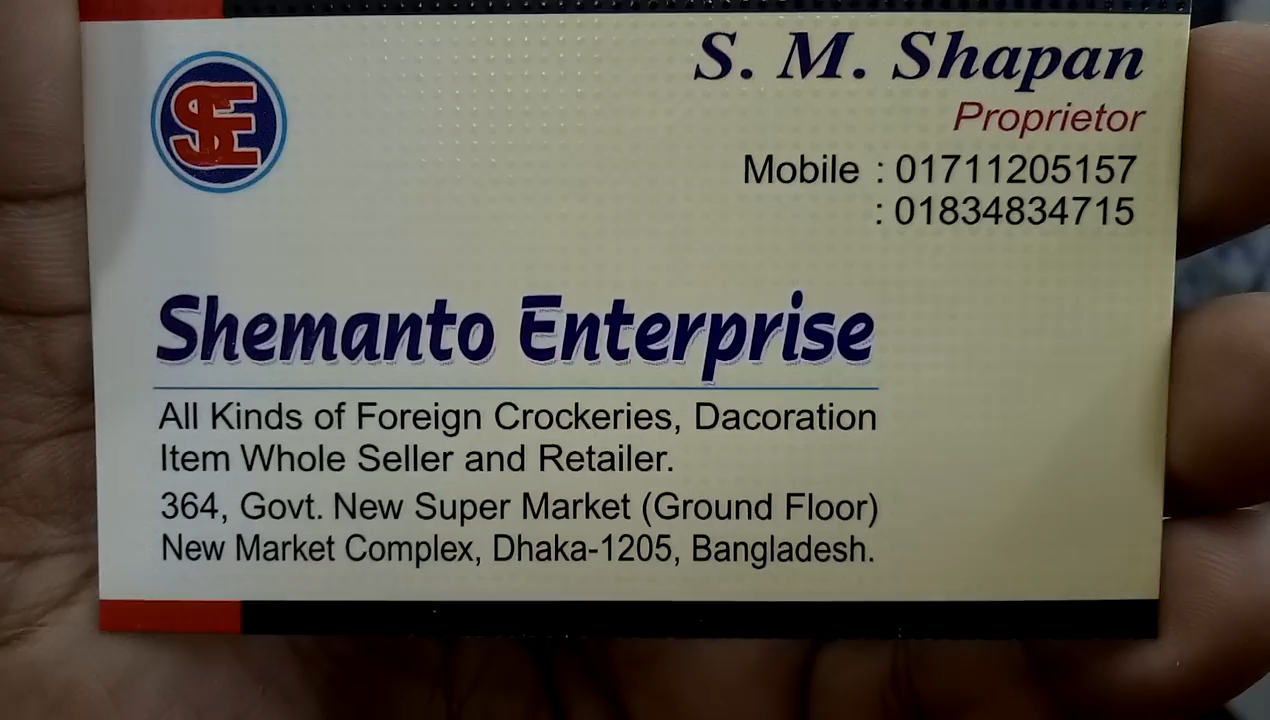 SE
S. M. Shapan
Proprietor
Mobile : 01711205157
: 01834834715
Shemanto Enterprise
All Kinds of Foreign Crockeries, Dacoration
Item Whole Seller and Retailer.
364, Govt. New Super Market (Ground Floor)
New Market Complex, Dhaka-1205, Bangladesh.